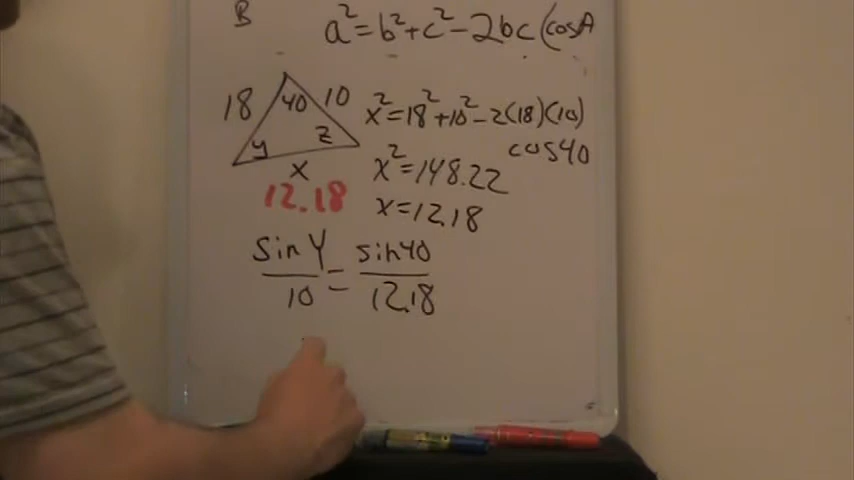 B
a² = b² + c² - 2bc (cosA
18 40 10
y z
x
12.18
x² = 18² + 10² - 2(18)(10)
cos40
x² = 148.22
x = 12.18
sin Y / 10 = sin40 / 12.18